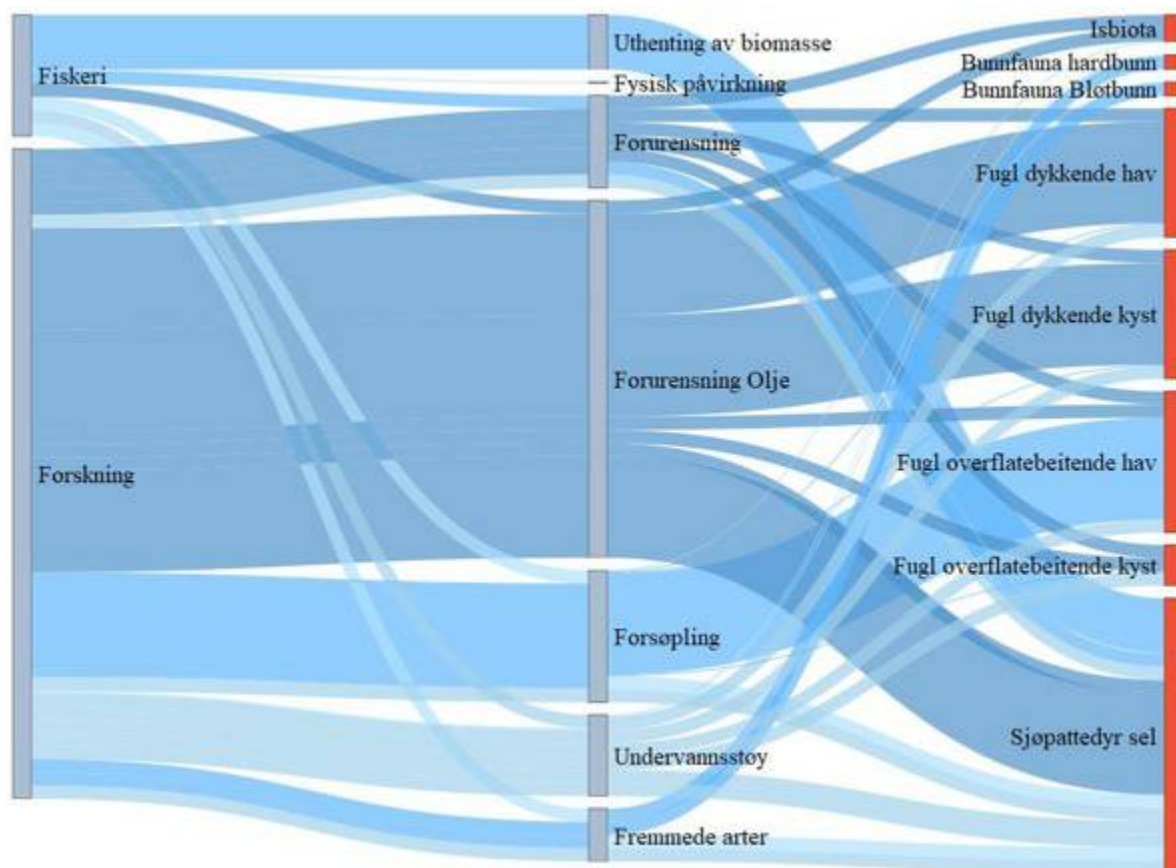 Fiskeri
Forskning
Uthenting av biomasse
Fysisk påvirkning
Forurensning
Forurensning Olje
Forsøpling
Undervannsstoy
Fremmede arter
Isbiota
Bunnfauna hardbunn
Bunnfauna Bløtbunn
Fugl dykkende hav
Fugl dykkende kyst
Fugl overflatebeitende hav
Fugl overflatebeitende kyst
Sjøpattedyr sel